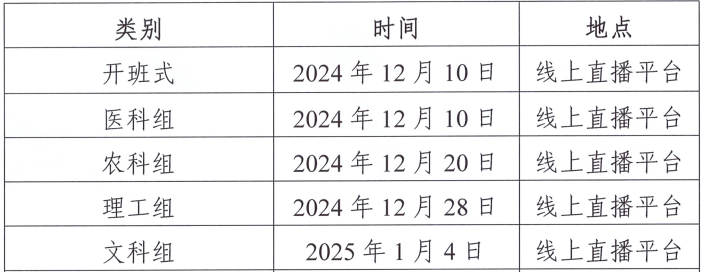 类别 时间 地点
开班式 2024 年 12 月 10 日 线上直播平台
医科组 2024 年 12 月 10 日 线上直播平台
农科组 2024 年 12 月 20 日 线上直播平台
理工组 2024 年 12 月 28 日 线上直播平台
文科组 2025 年 1 月 4 日 线上直播平台